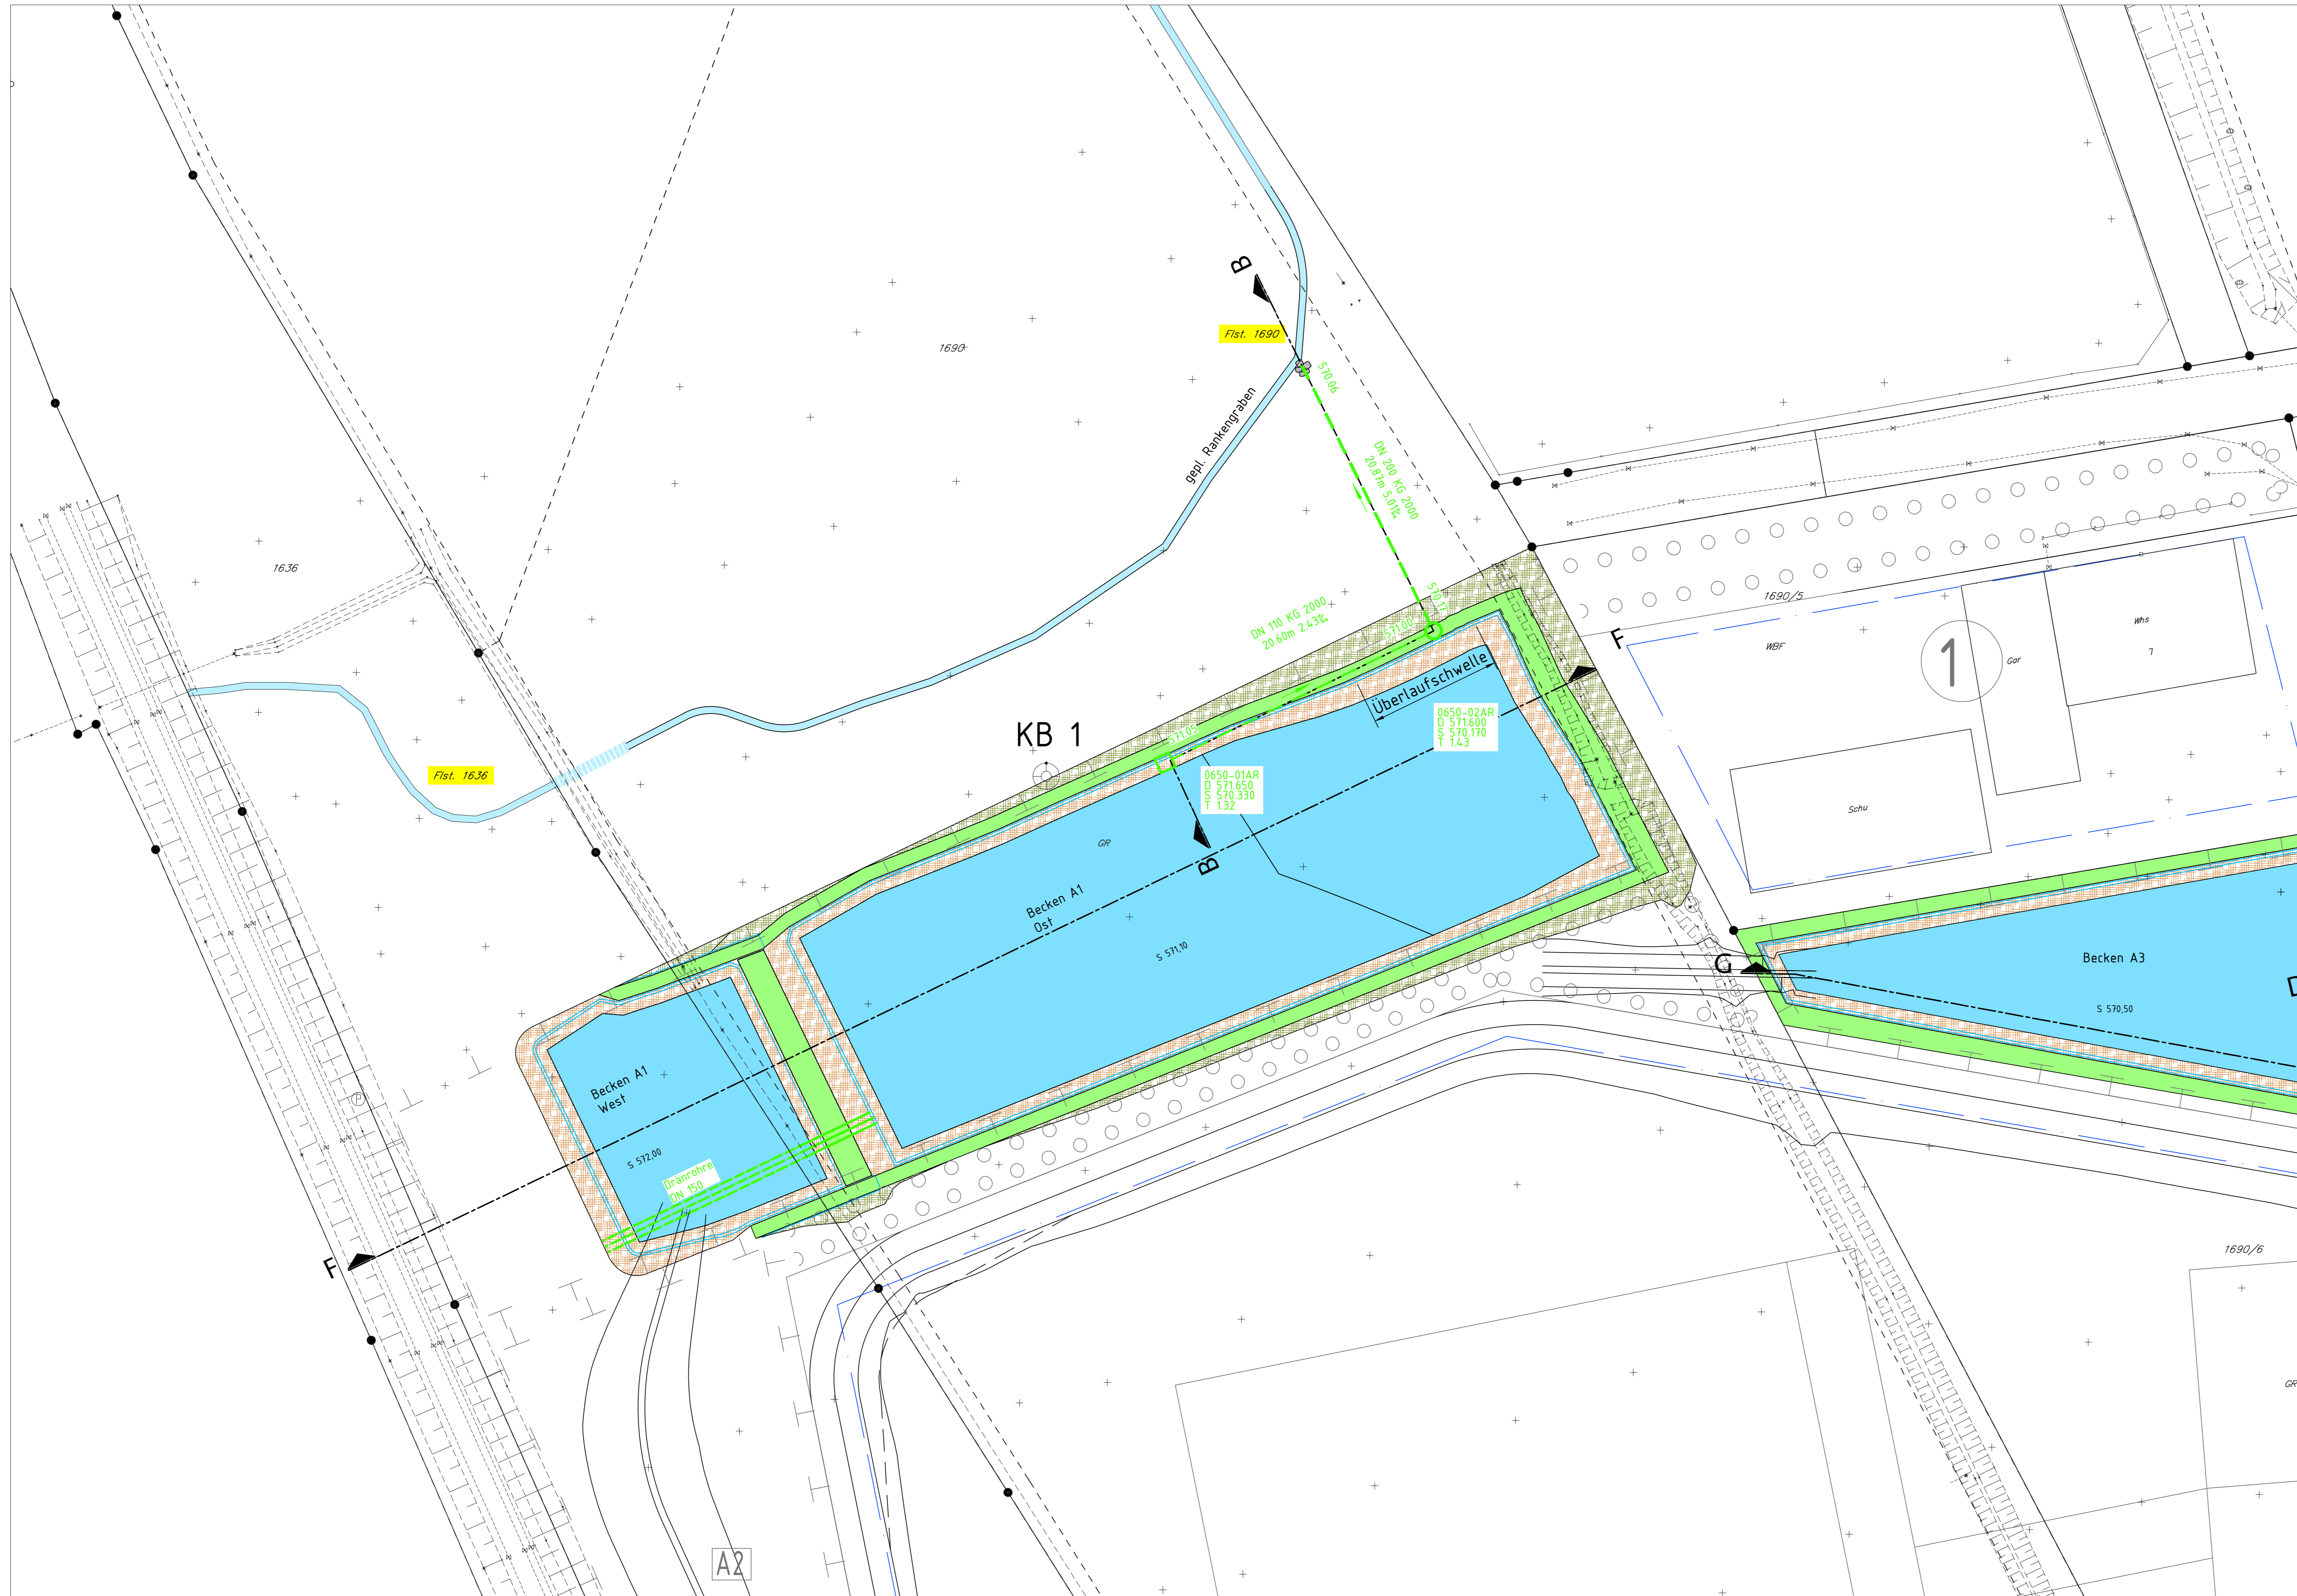 B
Flst. 1690
1690
570.06
gepl. Rankengraben
DN 200 KG 2000
20.87m 5.01‰
1636
570.17
571.00
DN 110 KG 2000
20.60m 2.43‰
1690/5
WBF
1
Gar
Whs
7
F
Überlaufschwelle
0650-02AR
D 571.600
S 570.170
T 1.43
KB 1
571.05
0650-01AR
D 571.650
S 570.330
T 1.32
Flst. 1636
Schu
GR
B
Becken A1
Ost
S 571,10
G
Becken A3
S 570,50
D
Becken A1
West
S 572,00
Dränrohre
DN 150
F
1690/6
GR
A2